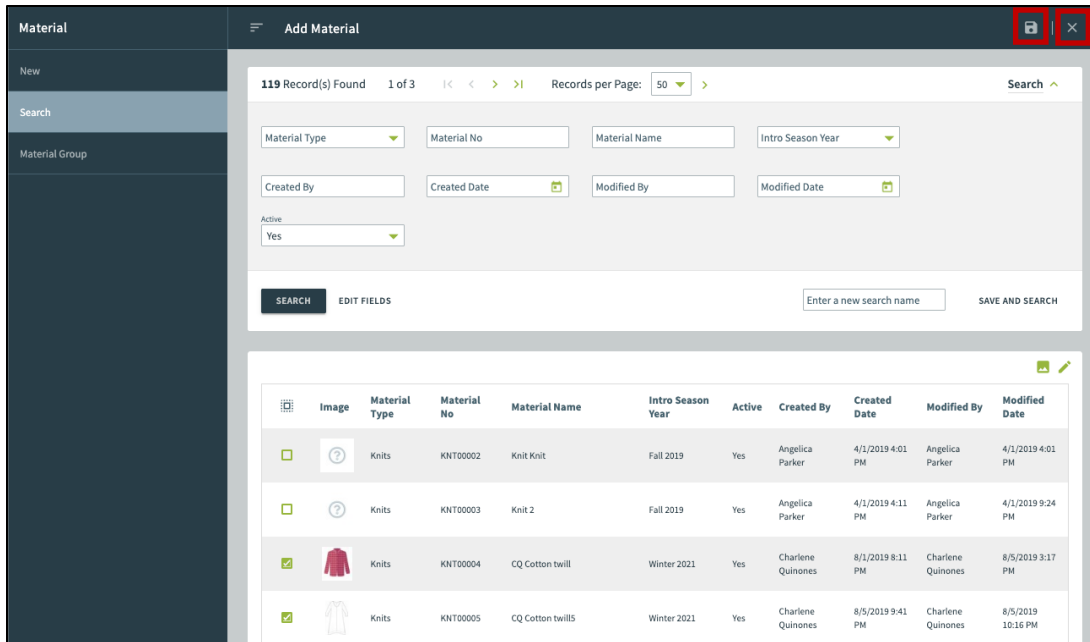 Material
Add Material
New
Search
Material Group
119 Record(s) Found 1 of 3 Records per Page: 50 Search
Material Type Material No Material Name Intro Season Year
Created By Created Date Modified By Modified Date
Active
Yes
SEARCH EDIT FIELDS Enter a new search name SAVE AND SEARCH
Image Material Type Material No Material Name Intro Season Year Active Created By Created Date Modified By Modified Date
Knits KNT00002 Knit Knit Fall 2019 Yes Angelica Parker 4/1/2019 4:01 PM Angelica Parker 4/1/2019 4:01 PM
Knits KNT00003 Knit 2 Fall 2019 Yes Angelica Parker 4/1/2019 4:11 PM Angelica Parker 4/1/2019 9:24 PM
Knits KNT00004 CQ Cotton twill Winter 2021 Yes Charlene Quinones 8/1/2019 8:11 PM Charlene Quinones 8/5/2019 3:17 PM
Knits KNT00005 CQ Cotton twill5 Winter 2021 Yes Charlene Quinones 8/5/2019 9:41 PM Charlene Quinones 8/5/2019 10:16 PM